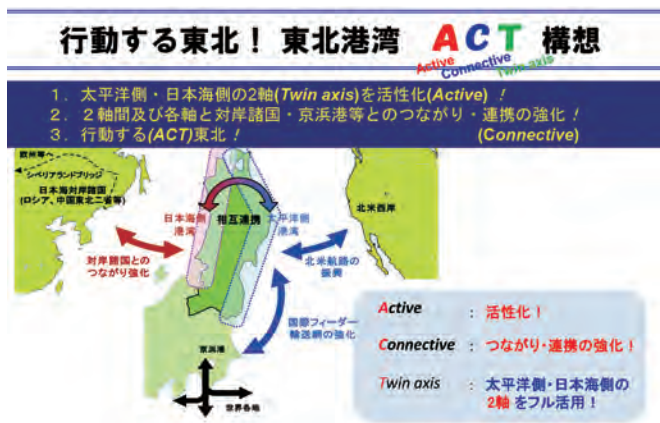 行動する東北! 東北港湾 ACT 構想
Active
Connective
Twin axis
1. 太平洋側・日本海側の2軸(Twin axis)を活性化(Active) !
2. 2軸間及び各軸と対岸諸国・京浜港等とのつながり・連携の強化!
3. 行動する(ACT)東北! (Connective)
欧州等へ
シベリアランドブリッジ
日本海対岸諸国
(ロシア、中国東北二省等)
日本海側
港湾
相互連携
太平洋側
港湾
北米西岸
対岸諸国との
つながり強化
北米航路の
振興
国際フィーダー
輸送網の強化
京浜港
世界各地
Active : 活性化!
Connective : つながり・連携の強化!
Twin axis : 太平洋側・日本海側の
2軸をフル活用!